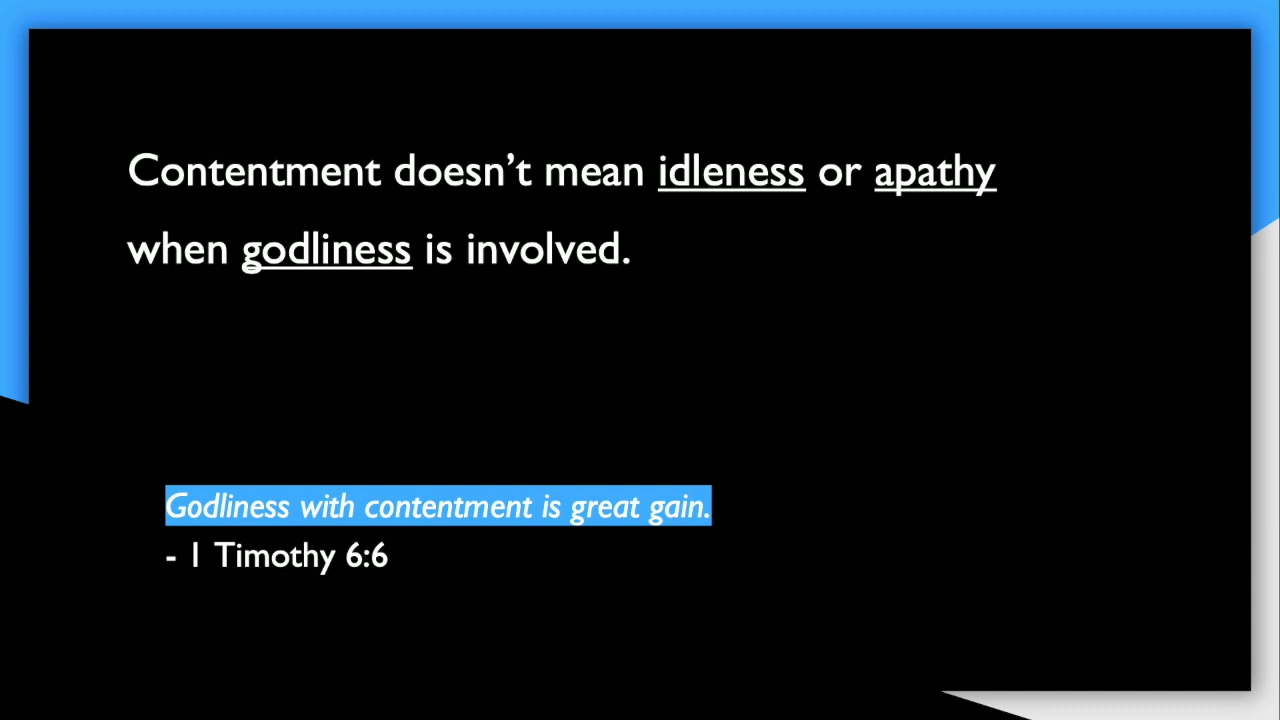 Contentment doesn’t mean idleness or apathy
when godliness is involved.
Godliness with contentment is great gain.
- 1 Timothy 6:6